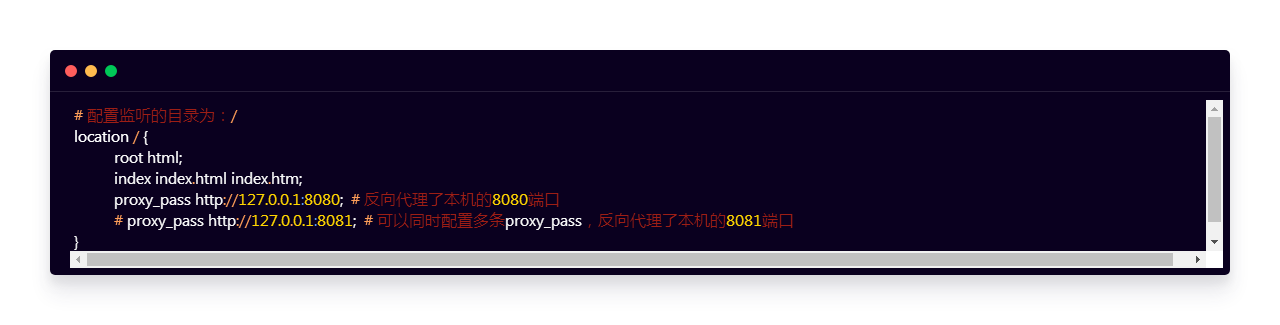 # 配置监听的目录为：/
location / {
root html;
index index.html index.htm;
proxy_pass http://127.0.0.1:8080; # 反向代理了本机的8080端口
# proxy_pass http://127.0.0.1:8081; # 可以同时配置多条proxy_pass，反向代理了本机的8081端口
}